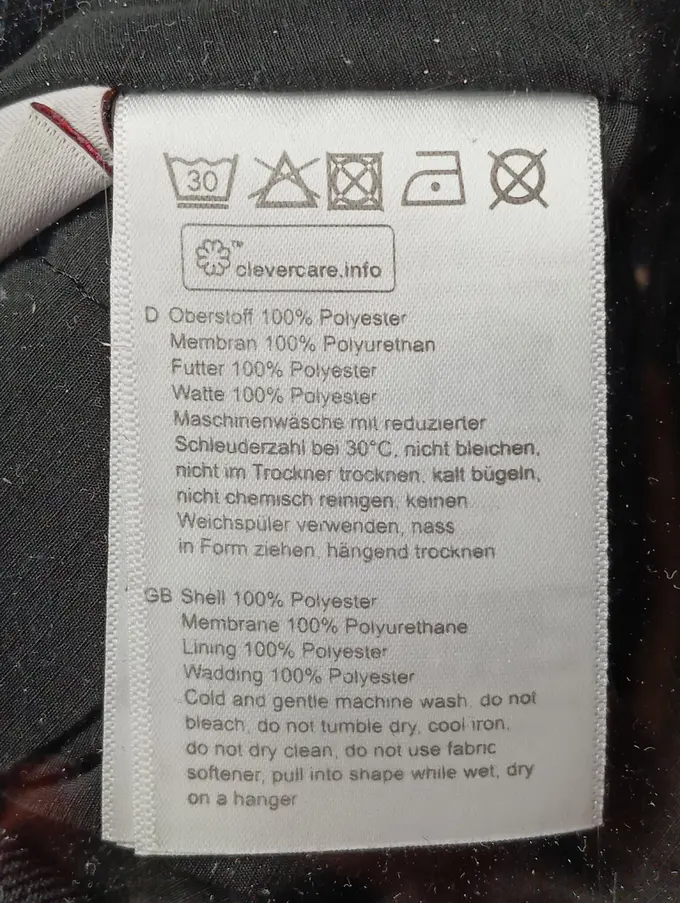 30
™
clevercare.info
D Oberstoff 100% Polyester
Membran 100% Polyurethan
Futter 100% Polyester
Watte 100% Polyester
Maschinenwäsche mit reduzierter
Schleuderzahl bei 30°C, nicht bleichen,
nicht im Trockner trocknen, kalt bügeln,
nicht chemisch reinigen, keinen
Weichspüler verwenden, nass
in Form ziehen, hängend trocknen
GB Shell 100% Polyester
Membrane 100% Polyurethane
Lining 100% Polyester
Wadding 100% Polyester
Cold and gentle machine wash, do not
bleach, do not tumble dry, cool iron,
do not dry clean, do not use fabric
softener, pull into shape while wet, dry
on a hanger